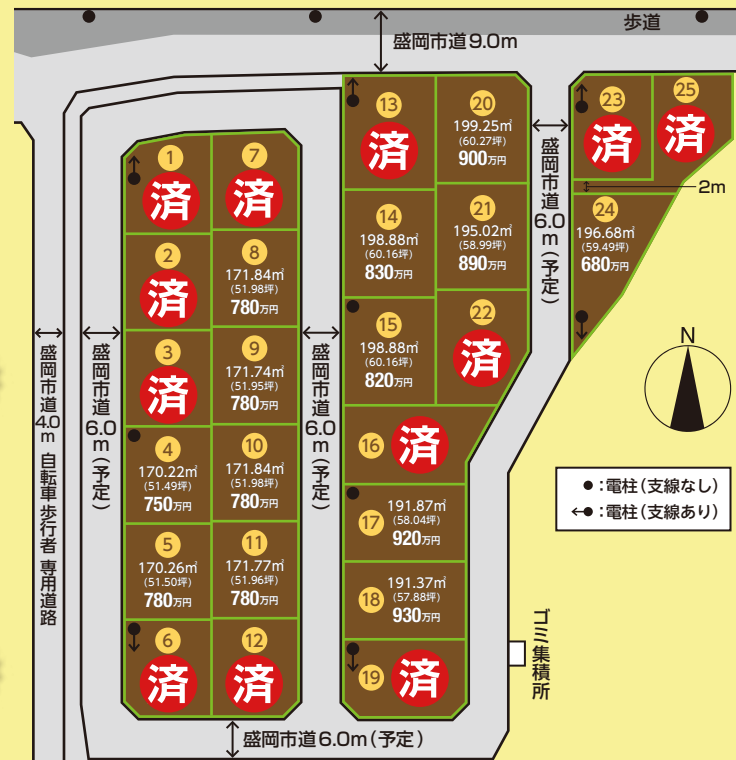 歩道
盛岡市道9.0m
1
済
7
済
2
済
8
171.84㎡
(51.98坪)
780万円
3
済
9
171.74㎡
(51.95坪)
780万円
4
170.22㎡
(51.49坪)
750万円
10
171.84㎡
(51.98坪)
780万円
5
170.26㎡
(51.50坪)
780万円
11
171.77㎡
(51.96坪)
780万円
6
済
12
済
13
済
20
199.25㎡
(60.27坪)
900万円
14
198.88㎡
(60.16坪)
830万円
21
195.02㎡
(58.99坪)
890万円
15
198.88㎡
(60.16坪)
820万円
22
済
16
済
17
191.87㎡
(58.04坪)
920万円
18
191.37㎡
(57.88坪)
930万円
19
済
23
済
25
済
2m
24
196.68㎡
(59.49坪)
680万円
盛岡市道4.0m 自転車 歩行者 専用道路
盛岡市道6.0m(予定)
盛岡市道6.0m(予定)
盛岡市道6.0m(予定)
盛岡市道6.0m(予定)
N
●:電柱(支線なし)
←●:電柱(支線あり)
ゴミ集積所